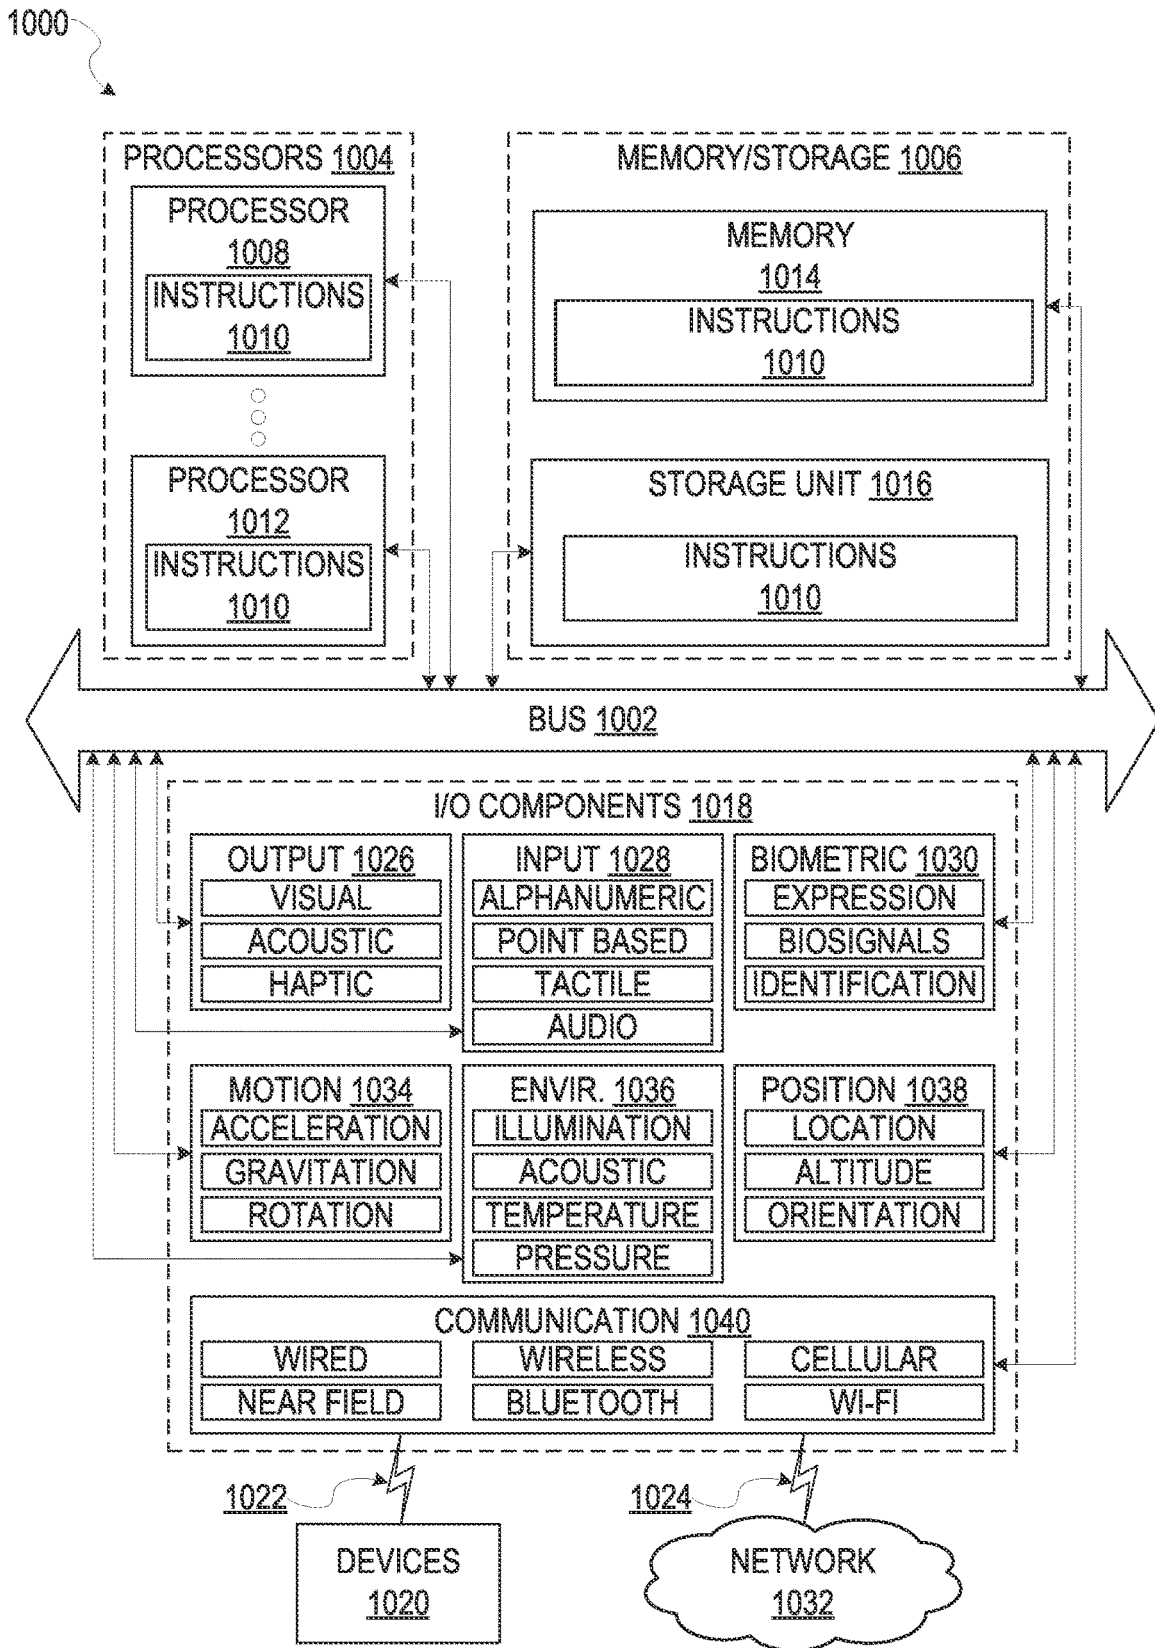 1000
PROCESSORS 1004
PROCESSOR
1008
INSTRUCTIONS
1010
PROCESSOR
1012
INSTRUCTIONS
1010
MEMORY/STORAGE 1006
MEMORY
1014
INSTRUCTIONS
1010
STORAGE UNIT 1016
INSTRUCTIONS
1010
BUS 1002
I/O COMPONENTS 1018
OUTPUT 1026
VISUAL
ACOUSTIC
HAPTIC
INPUT 1028
ALPHANUMERIC
POINT BASED
TACTILE
AUDIO
BIOMETRIC 1030
EXPRESSION
BIOSIGNALS
IDENTIFICATION
MOTION 1034
ACCELERATION
GRAVITATION
ROTATION
ENVIR. 1036
ILLUMINATION
ACOUSTIC
TEMPERATURE
PRESSURE
POSITION 1038
LOCATION
ALTITUDE
ORIENTATION
COMMUNICATION 1040
WIRED
WIRELESS
CELLULAR
NEAR FIELD
BLUETOOTH
WI-FI
1022
1024
DEVICES
1020
NETWORK
1032